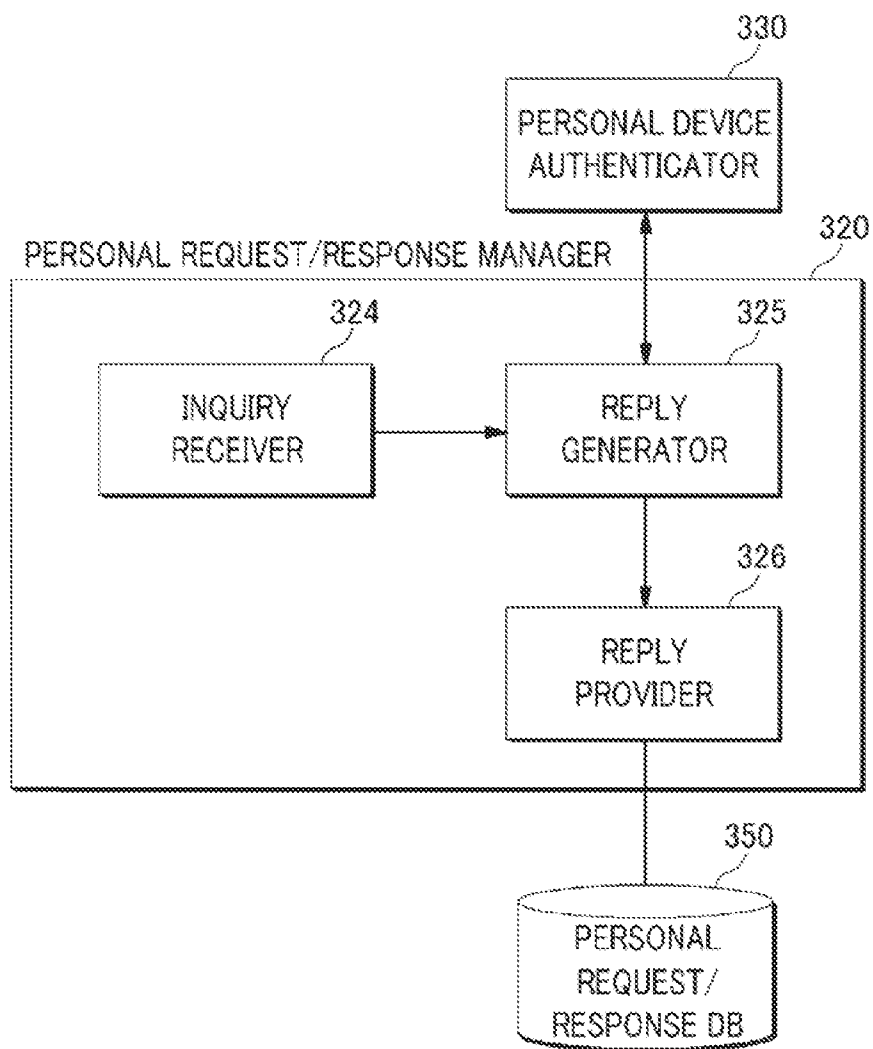 330
PERSONAL DEVICE
AUTHENTICATOR
320
PERSONAL REQUEST/RESPONSE MANAGER
324
325
INQUIRY
RECEIVER
REPLY
GENERATOR
326
REPLY
PROVIDER
350
PERSONAL
REQUEST/
RESPONSE DB